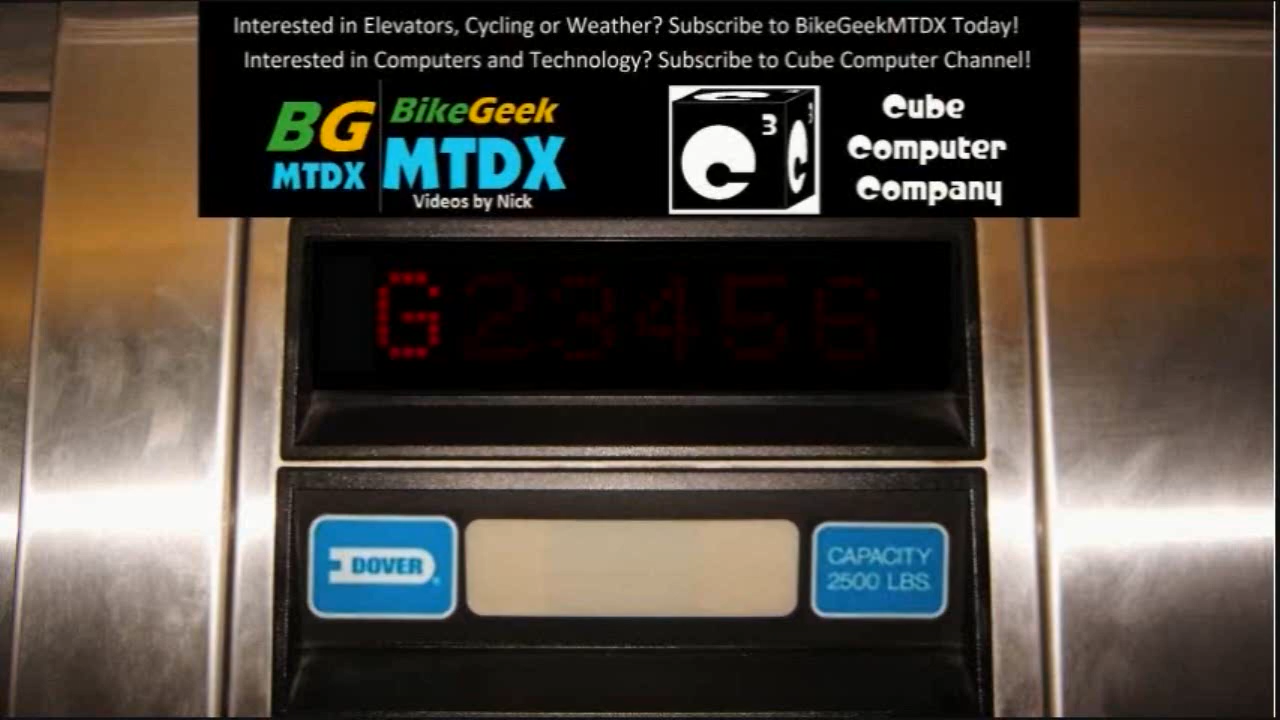 Interested in Elevators, Cycling or Weather? Subscribe to BikeGeekMTDX Today!
Interested in Computers and Technology? Subscribe to Cube Computer Channel!
BG
MTDX
BikeGeek
MTDX
Videos by Nick
C 3 C 3
Cube
Computer
Company
G23456
DOVER
CAPACITY
2500 LBS.